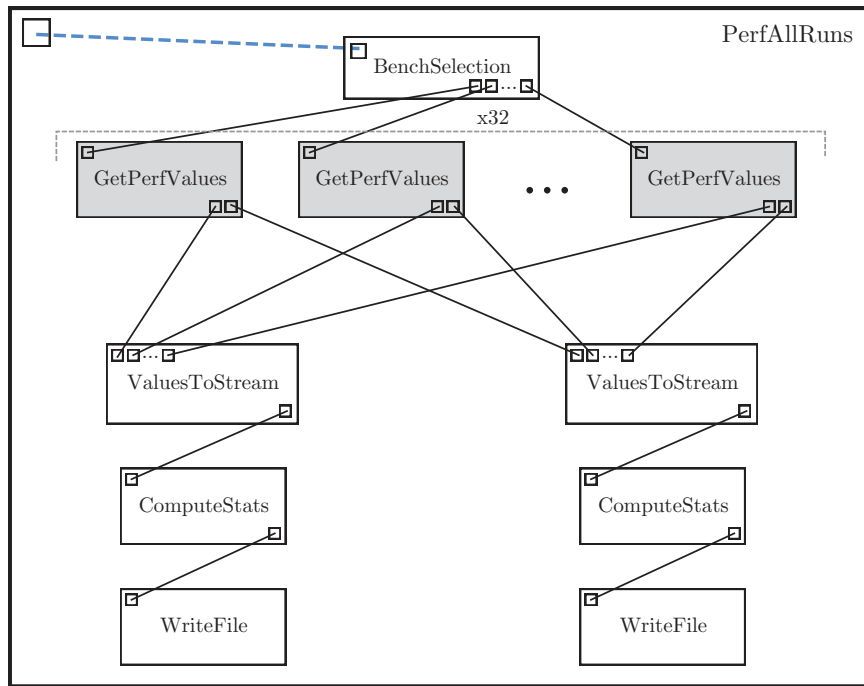 PerfAllRuns
BenchSelection
...
x32
GetPerfValues GetPerfValues ... GetPerfValues
... ...
ValuesToStream ValuesToStream
ComputeStats ComputeStats
WriteFile WriteFile